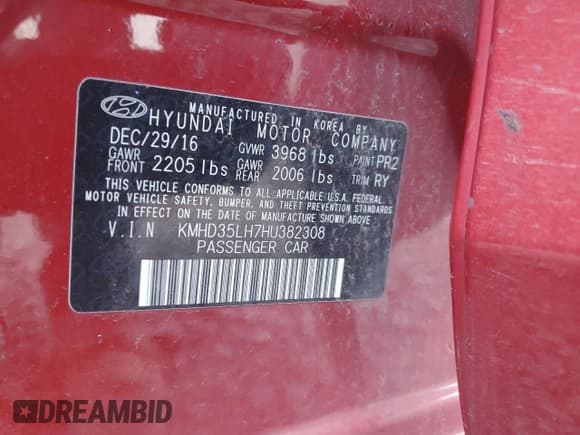 MANUFACTURED IN KOREA BY
HYUNDAI MOTOR COMPANY
DEC/29/16 GVWR 3968 lbs PAINT PR2
GAWR FRONT 2205 lbs GAWR REAR 2006 lbs TRIM RY
THIS VEHICLE CONFORMS TO ALL APPLICABLE U.S.A. FEDERAL
MOTOR VEHICLE SAFETY, BUMPER, AND THEFT PREVENTION STANDARDS
IN EFFECT ON THE DATE OF MANUFACTURE SHOWN ABOVE
V.I.N KMHD35LH7HU382308
PASSENGER CAR
DREAMBID